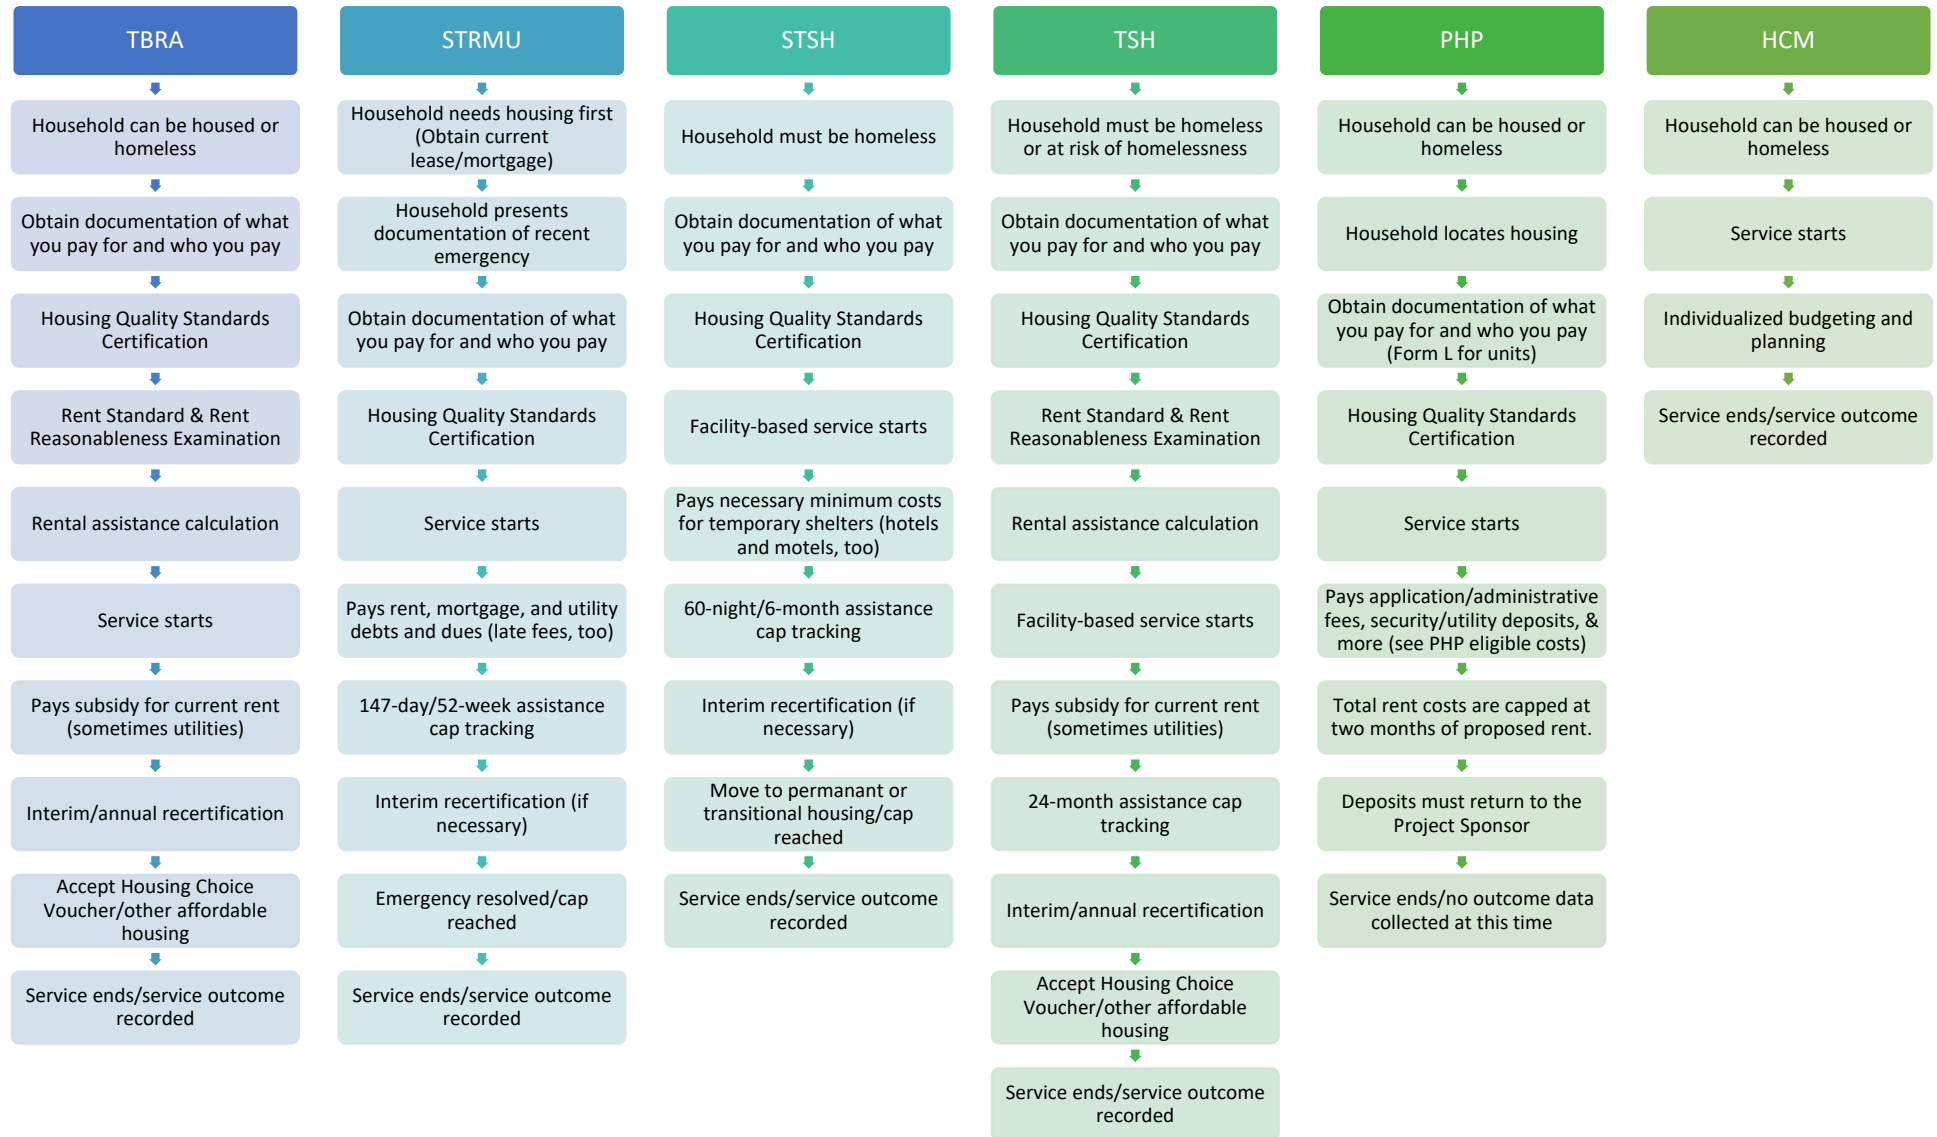 TBRA
Household can be housed or
homeless
Obtain documentation of what
you pay for and who you pay
Housing Quality Standards
Certification
Rent Standard & Rent
Reasonableness Examination
Rental assistance calculation
Service starts
Pays subsidy for current rent
(sometimes utilities)
Interim/annual recertification
Accept Housing Choice
Voucher/other affordable
housing
Service ends/service outcome
recorded
STRMU
Household needs housing first
(Obtain current
lease/mortgage)
Household presents
documentation of recent
emergency
Obtain documentation of what
you pay for and who you pay
Housing Quality Standards
Certification
Service starts
Pays rent, mortgage, and utility
debts and dues (late fees, too)
147-day/52-week assistance
cap tracking
Interim recertification (if
necessary)
Emergency resolved/cap
reached
Service ends/service outcome
recorded
STSH
Household must be homeless
Obtain documentation of what
you pay for and who you pay
Housing Quality Standards
Certification
Facility-based service starts
Pays necessary minimum costs
for temporary shelters (hotels
and motels, too)
60-night/6-month assistance
cap tracking
Interim recertification (if
necessary)
Move to permanant or
transitional housing/cap
reached
Service ends/service outcome
recorded
TSH
Household must be homeless
or at risk of homelessness
Obtain documentation of what
you pay for and who you pay
Housing Quality Standards
Certification
Rent Standard & Rent
Reasonableness Examination
Rental assistance calculation
Facility-based service starts
Pays subsidy for current rent
(sometimes utilities)
24-month assistance cap
tracking
Interim/annual recertification
Accept Housing Choice
Voucher/other affordable
housing
Service ends/service outcome
recorded
PHP
Household can be housed or
homeless
Household locates housing
Obtain documentation of what
you pay for and who you pay
(Form L for units)
Housing Quality Standards
Certification
Service starts
Pays application/administrative
fees, security/utility deposits, &
more (see PHP eligible costs)
Total rent costs are capped at
two months of proposed rent.
Deposits must return to the
Project Sponsor
Service ends/no outcome data
collected at this time
HCM
Household can be housed or
homeless
Service starts
Individualized budgeting and
planning
Service ends/service outcome
recorded